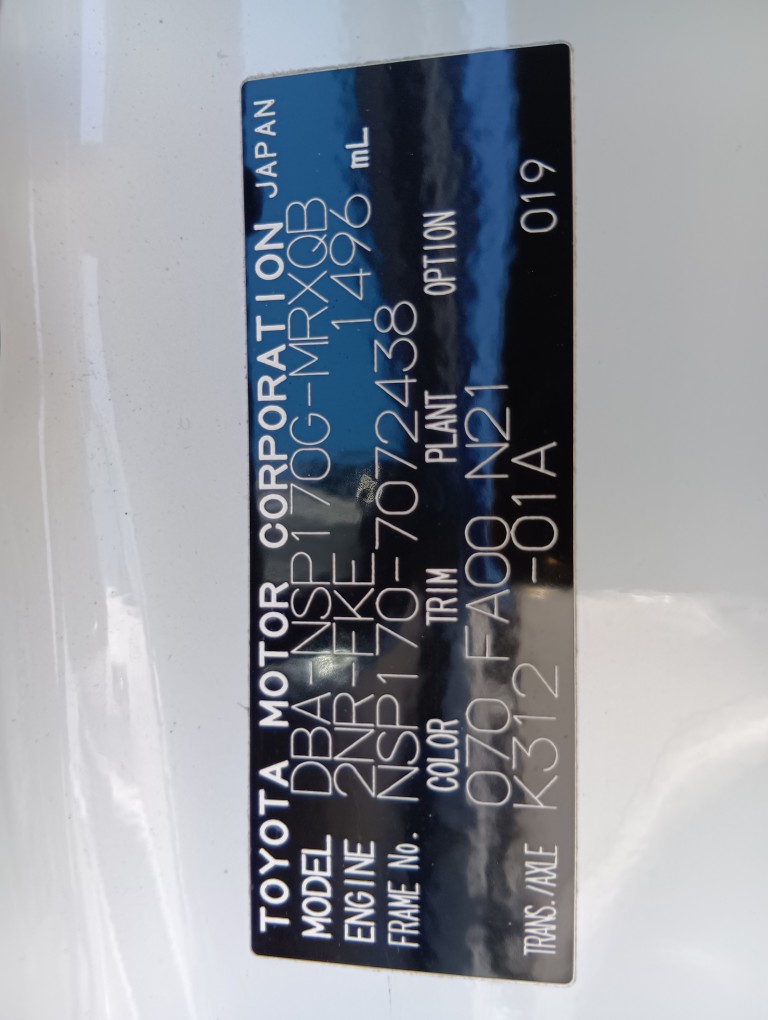 TOYOTA MOTOR CORPORATION JAPAN
MODEL DBA-NSP170G-MRXQB
ENGINE 2NR-FKE 1496 mL
FRAME No. NSP170-7072438
COLOR TRIM PLANT OPTION
070 FA00 N21
TRANS./AXLE K312 -01A 019